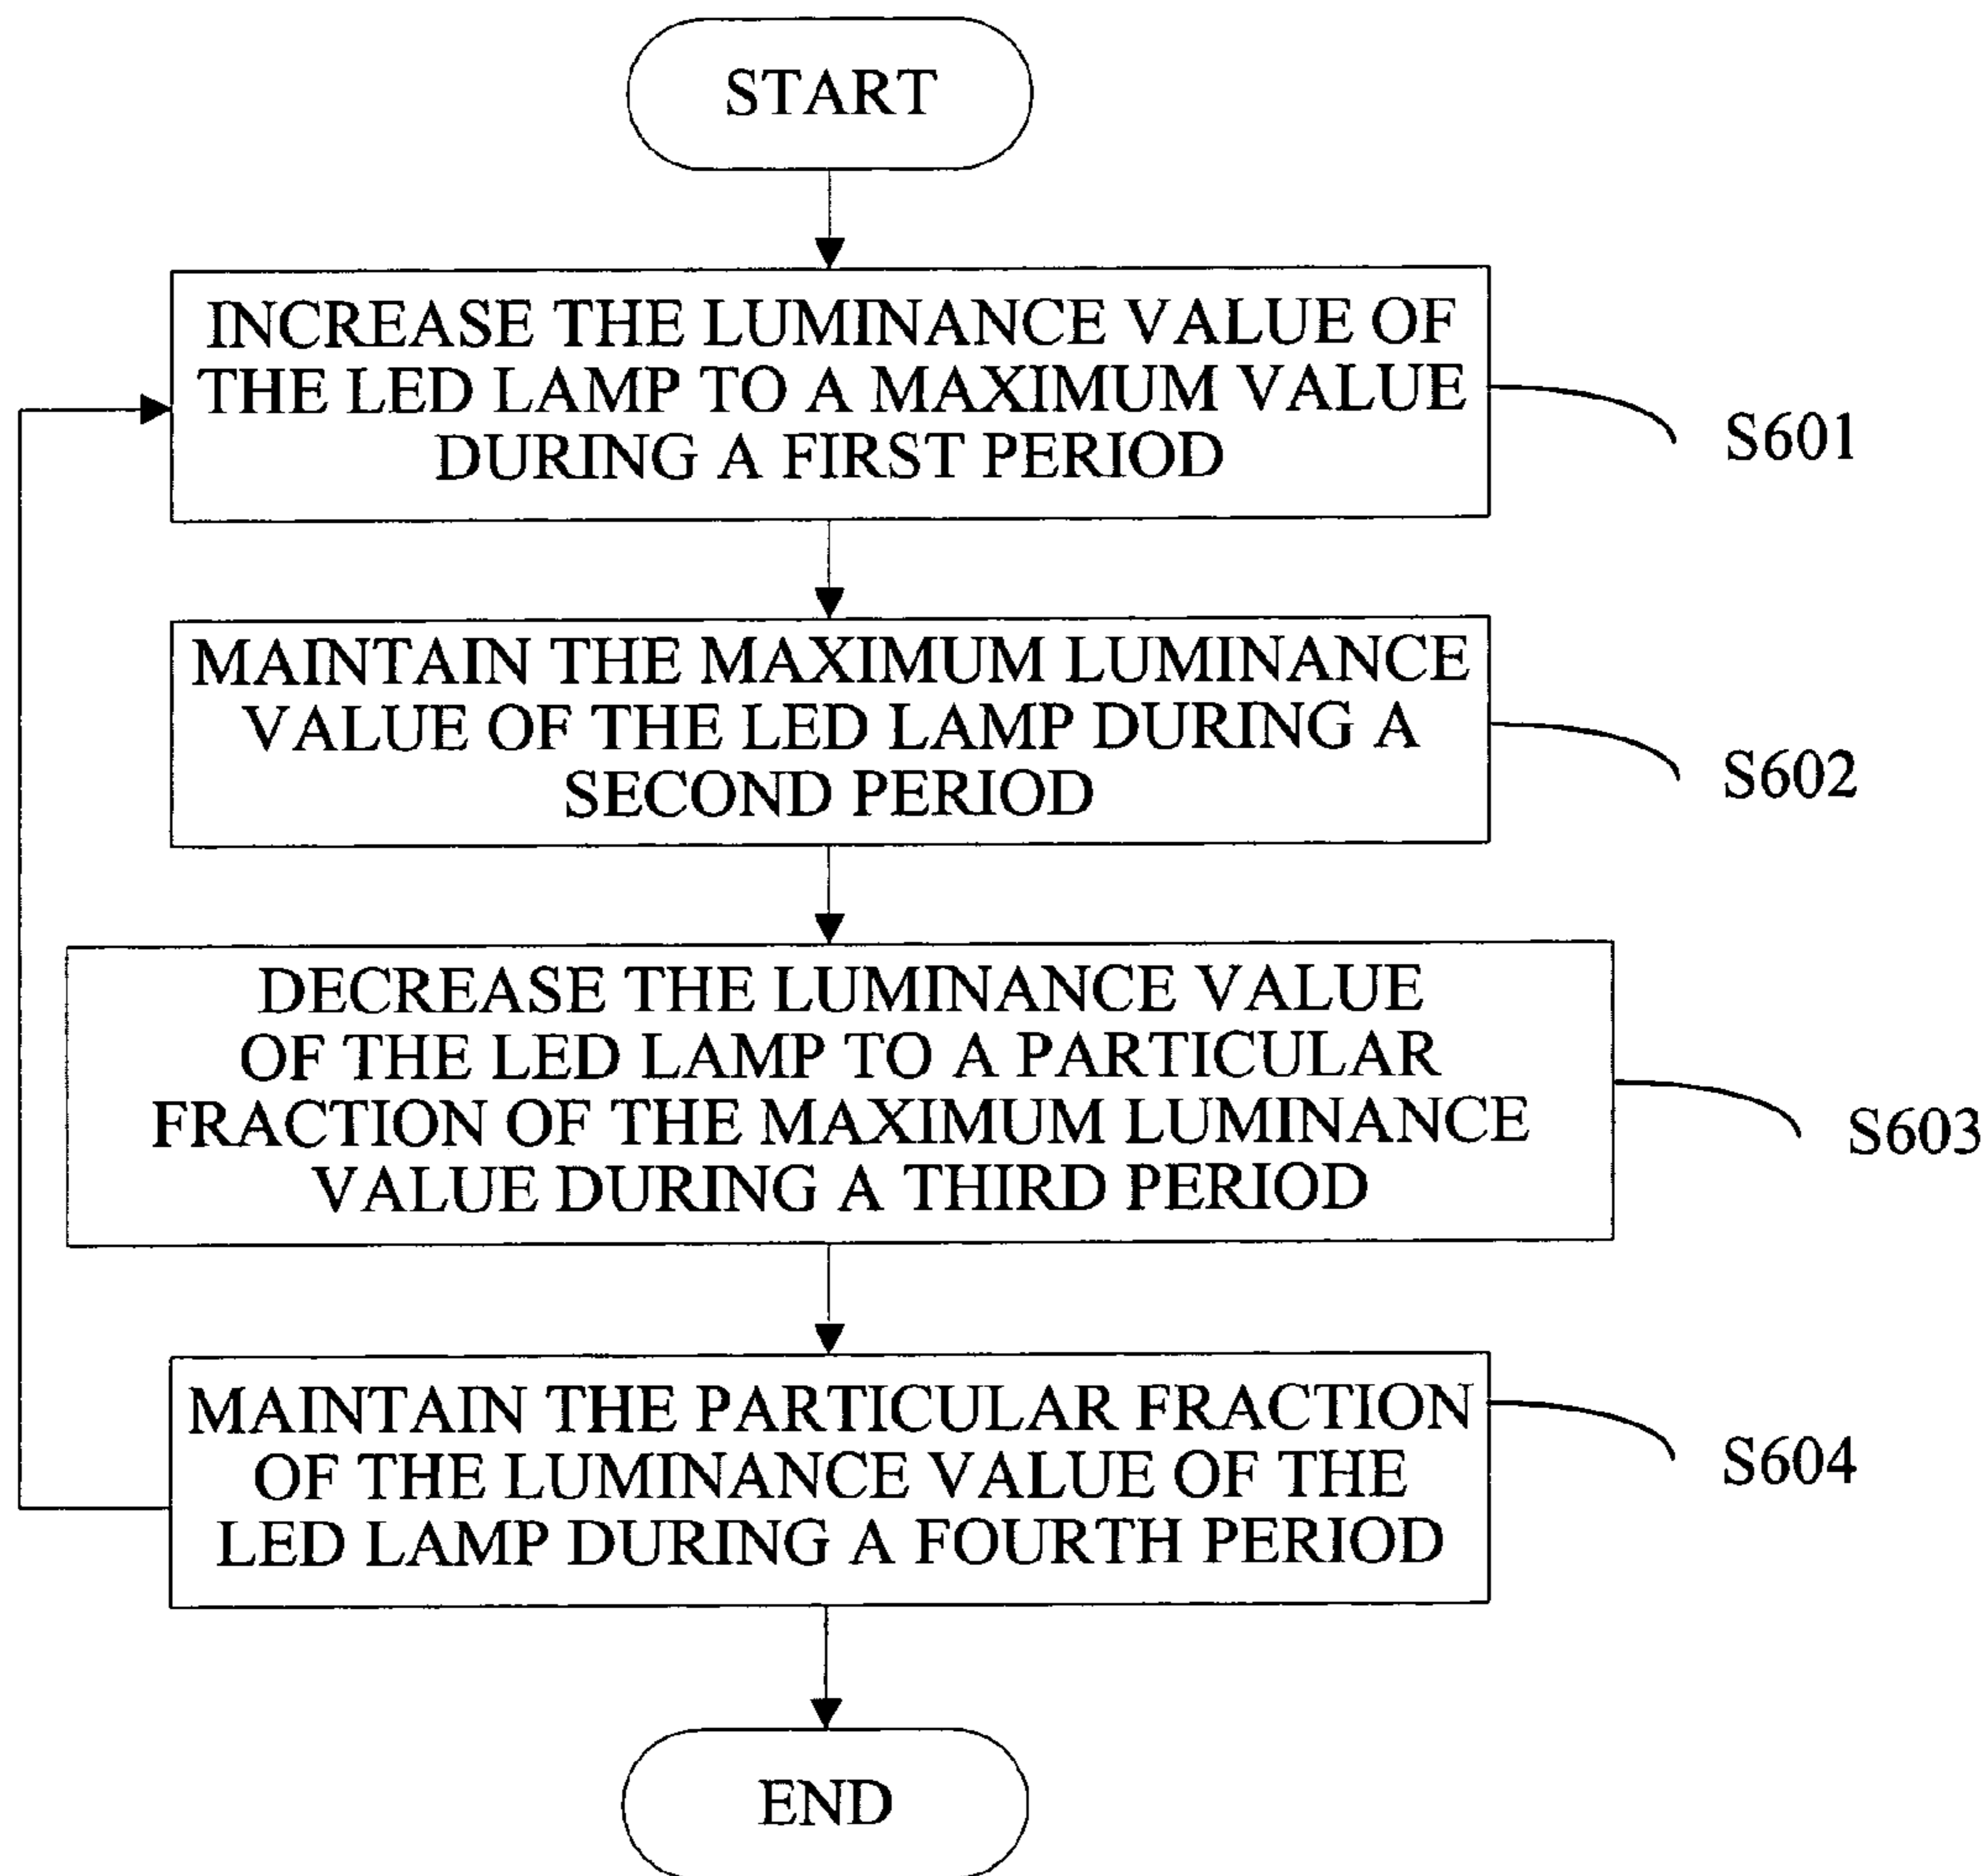 START
INCREASE THE LUMINANCE VALUE OF
THE LED LAMP TO A MAXIMUM VALUE
DURING A FIRST PERIOD
S601
MAINTAIN THE MAXIMUM LUMINANCE
VALUE OF THE LED LAMP DURING A
SECOND PERIOD
S602
DECREASE THE LUMINANCE VALUE
OF THE LED LAMP TO A PARTICULAR
FRACTION OF THE MAXIMUM LUMINANCE
VALUE DURING A THIRD PERIOD
S603
MAINTAIN THE PARTICULAR FRACTION
OF THE LUMINANCE VALUE OF THE
LED LAMP DURING A FOURTH PERIOD
S604
END